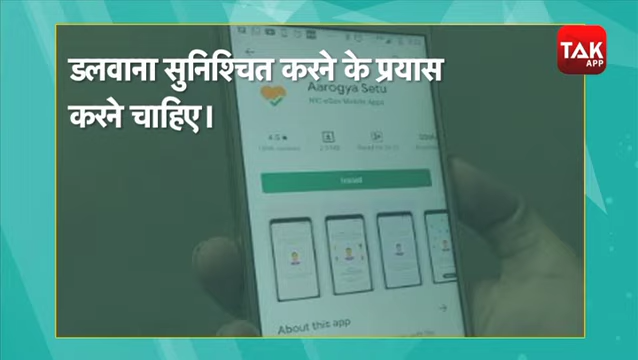 डलवाना सुनिश्चित करने के प्रयास
करने चाहिए।
TAK
APP
Aarogya Setu
NIC eGov Mobile Apps
Install
About this app